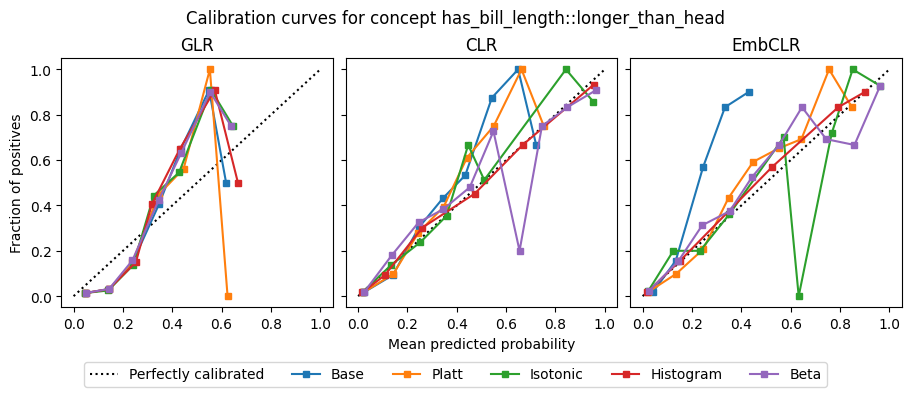 Calibration curves for concept has_bill_length::longer_than_head
GLR
CLR
EmbCLR
Fraction of positives
1.0
0.8
0.6
0.4
0.2
0.0
0.0 0.2 0.4 0.6 0.8 1.0
0.0 0.2 0.4 0.6 0.8 1.0
0.0 0.2 0.4 0.6 0.8 1.0
Mean predicted probability
Perfectly calibrated Base Platt Isotonic Histogram Beta